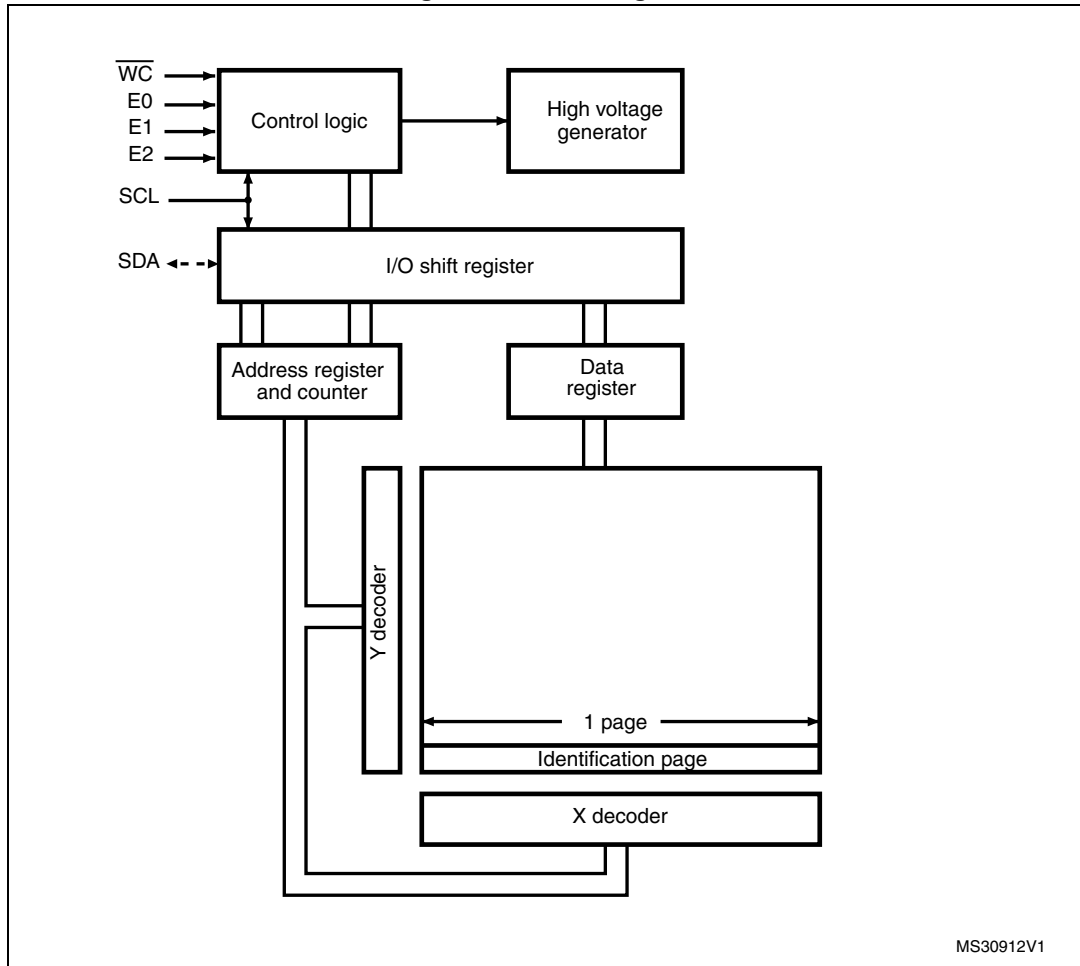 WC
E0
E1
E2
SCL
SDA
Control logic
High voltage
generator
I/O shift register
Address register
and counter
Data
register
Y decoder
1 page
Identification page
X decoder
MS30912V1